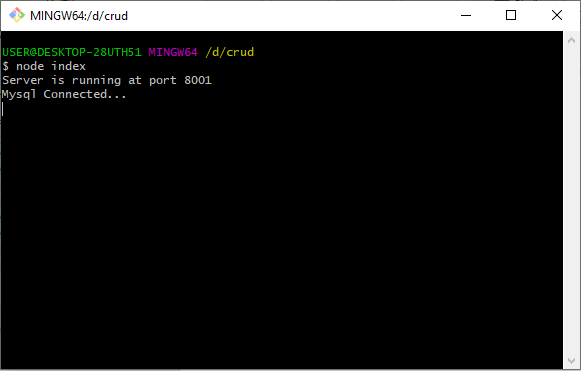 MINGW64:/d/crud
USER@DESKTOP-28UTH51 MINGW64 /d/crud
$ node index
Server is running at port 8001
Mysql Connected...